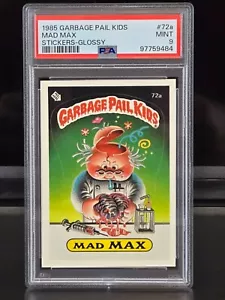 1985 GARBAGE PAIL KIDS #72a
MAD MAX MINT
STICKERS-GLOSSY PSA 9
97759484
72a
GARBAGE PAIL KIDS
MAD MAX